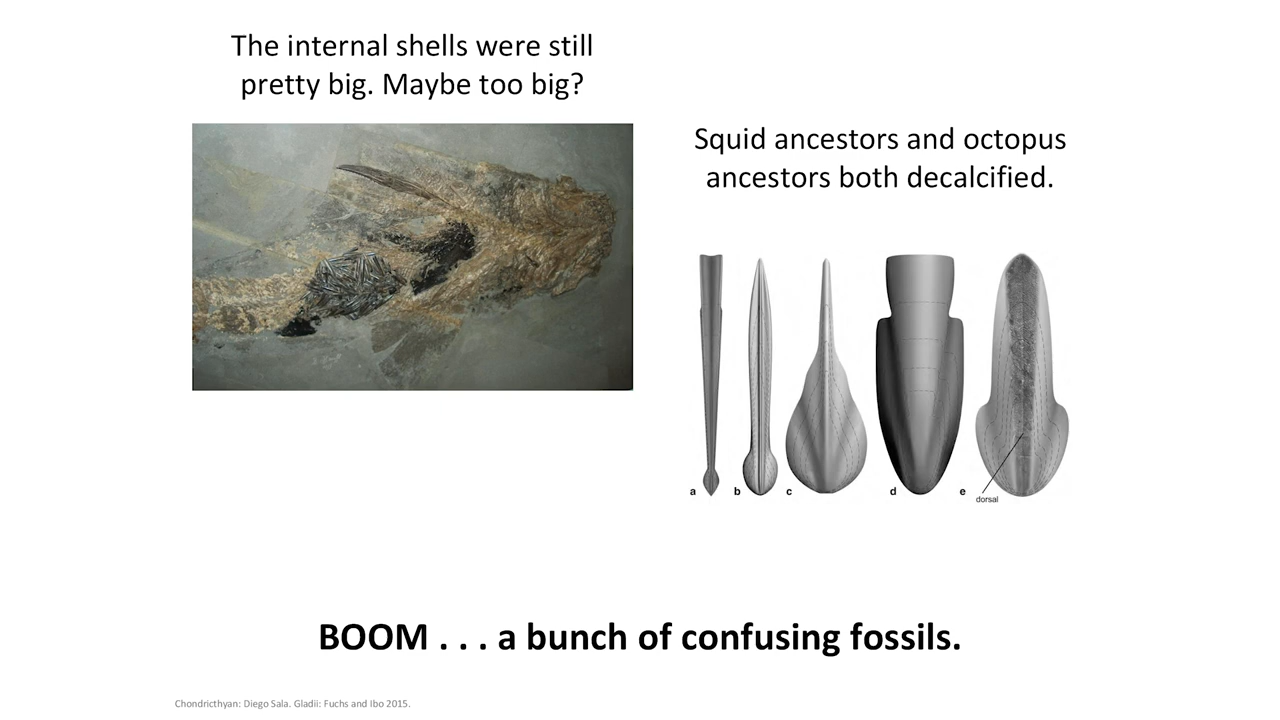 The internal shells were still
pretty big. Maybe too big?
Squid ancestors and octopus
ancestors both decalcified.
a b c d e
dorsal
BOOM . . . a bunch of confusing fossils.
Chondricthyan: Diego Sala. Gladii: Fuchs and Ibo 2015.